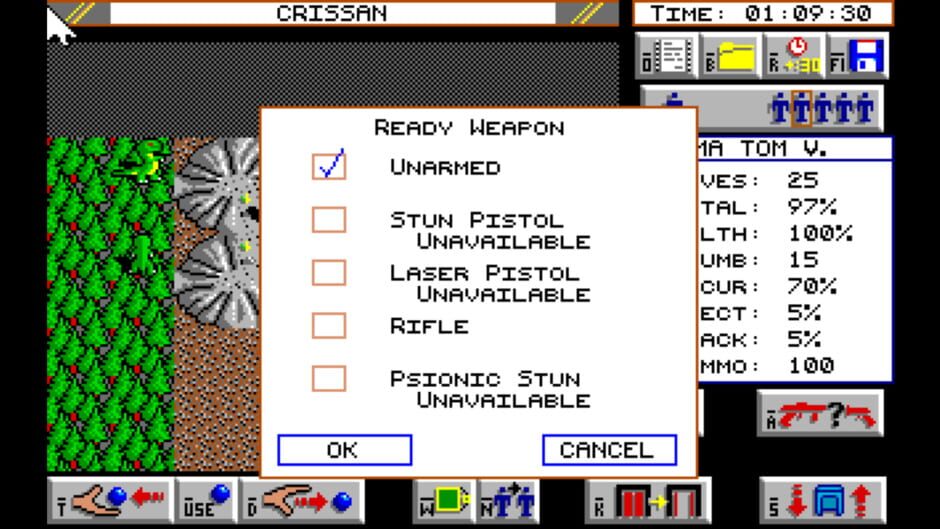 CRISSAN
TIME: 01:09:30
O
B
R +:30
F1
READY WEAPON
UNARMED
STUN PISTOL
UNAVAILABLE
LASER PISTOL
UNAVAILABLE
RIFLE
PSIONIC STUN
UNAVAILABLE
OK
CANCEL
MA TOM V.
VES: 25
TAL: 97%
LTH: 100%
UMB: 15
CUR: 70%
ECT: 5%
ACK: 5%
MMO: 100
A ?
T
USE
D
W
N
K
S